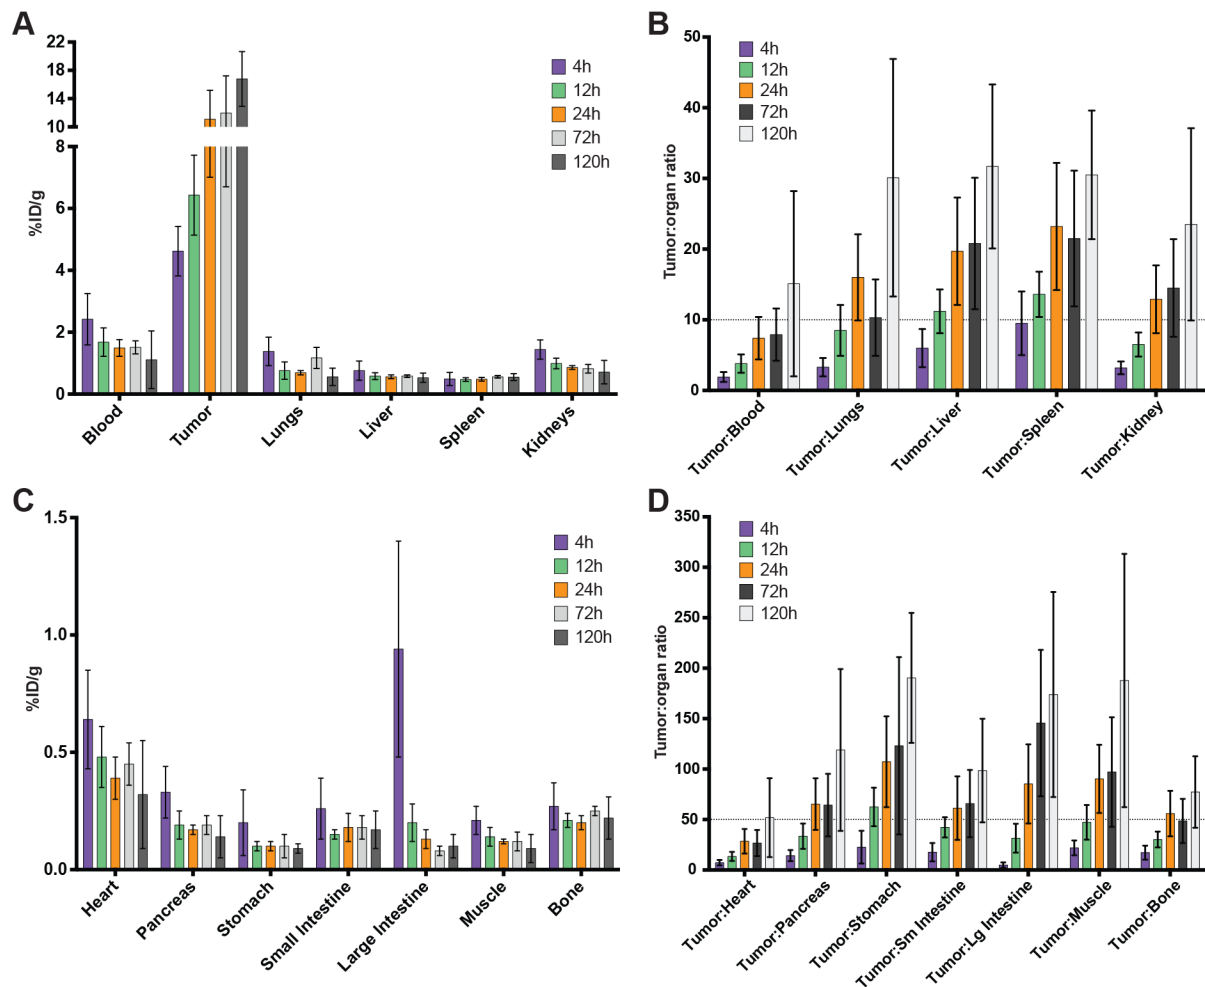 A
%ID/g
22
18
14
10
8
6
4
2
0
4h
12h
24h
72h
120h
Blood
Tumor
Lungs
Liver
Spleen
Kidneys
B
Tumor:organ ratio
50
40
30
20
10
0
4h
12h
24h
72h
120h
Tumor:Blood
Tumor:Lungs
Tumor:Liver
Tumor:Spleen
Tumor:Kidney
C
%ID/g
1.5
1.0
0.5
0.0
4h
12h
24h
72h
120h
Heart
Pancreas
Stomach
Small Intestine
Large Intestine
Muscle
Bone
D
Tumor:organ ratio
350
300
250
200
150
100
50
0
4h
12h
24h
72h
120h
Tumor:Heart
Tumor:Pancreas
Tumor:Stomach
Tumor:Sm Intestine
Tumor:Lg Intestine
Tumor:Muscle
Tumor:Bone